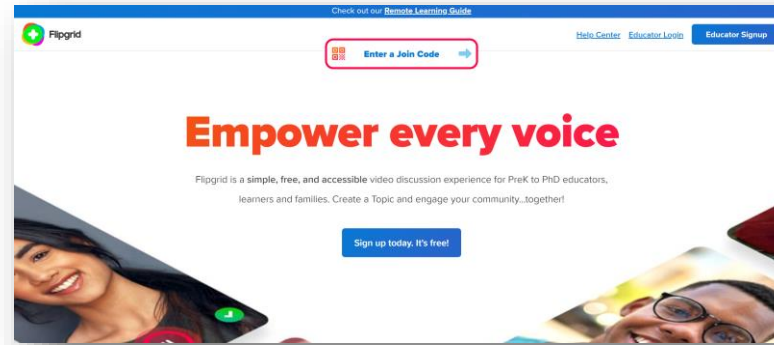 Check out our Remote Learning Guide
Flipgrid
Enter a Join Code
Help Center Educator Login Educator Signup
Empower every voice
Flipgrid is a simple, free, and accessible video discussion experience for PreK to PhD educators,
learners and families. Create a Topic and engage your community...together!
Sign up today. It's free!